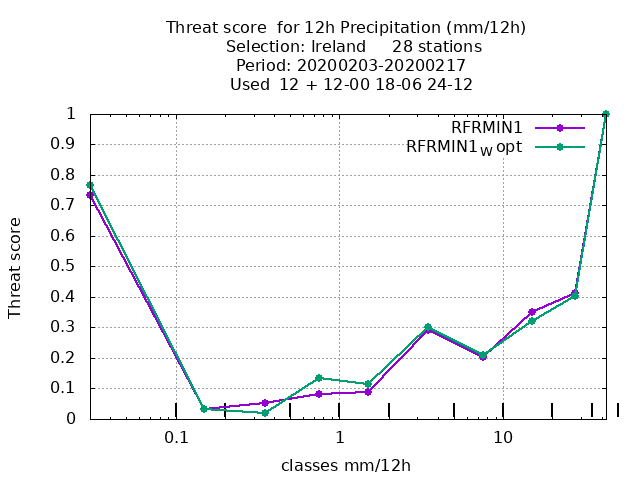 Threat score  for 12h Precipitation (mm/12h)
Selection: Ireland     28 stations
Period: 20200203-20200217
Used  12 + 12-00 18-06 24-12
RFRMIN1
RFRMIN1W opt
Threat score
1
0.9
0.8
0.7
0.6
0.5
0.4
0.3
0.2
0.1
0
0.1
1
10
classes mm/12h